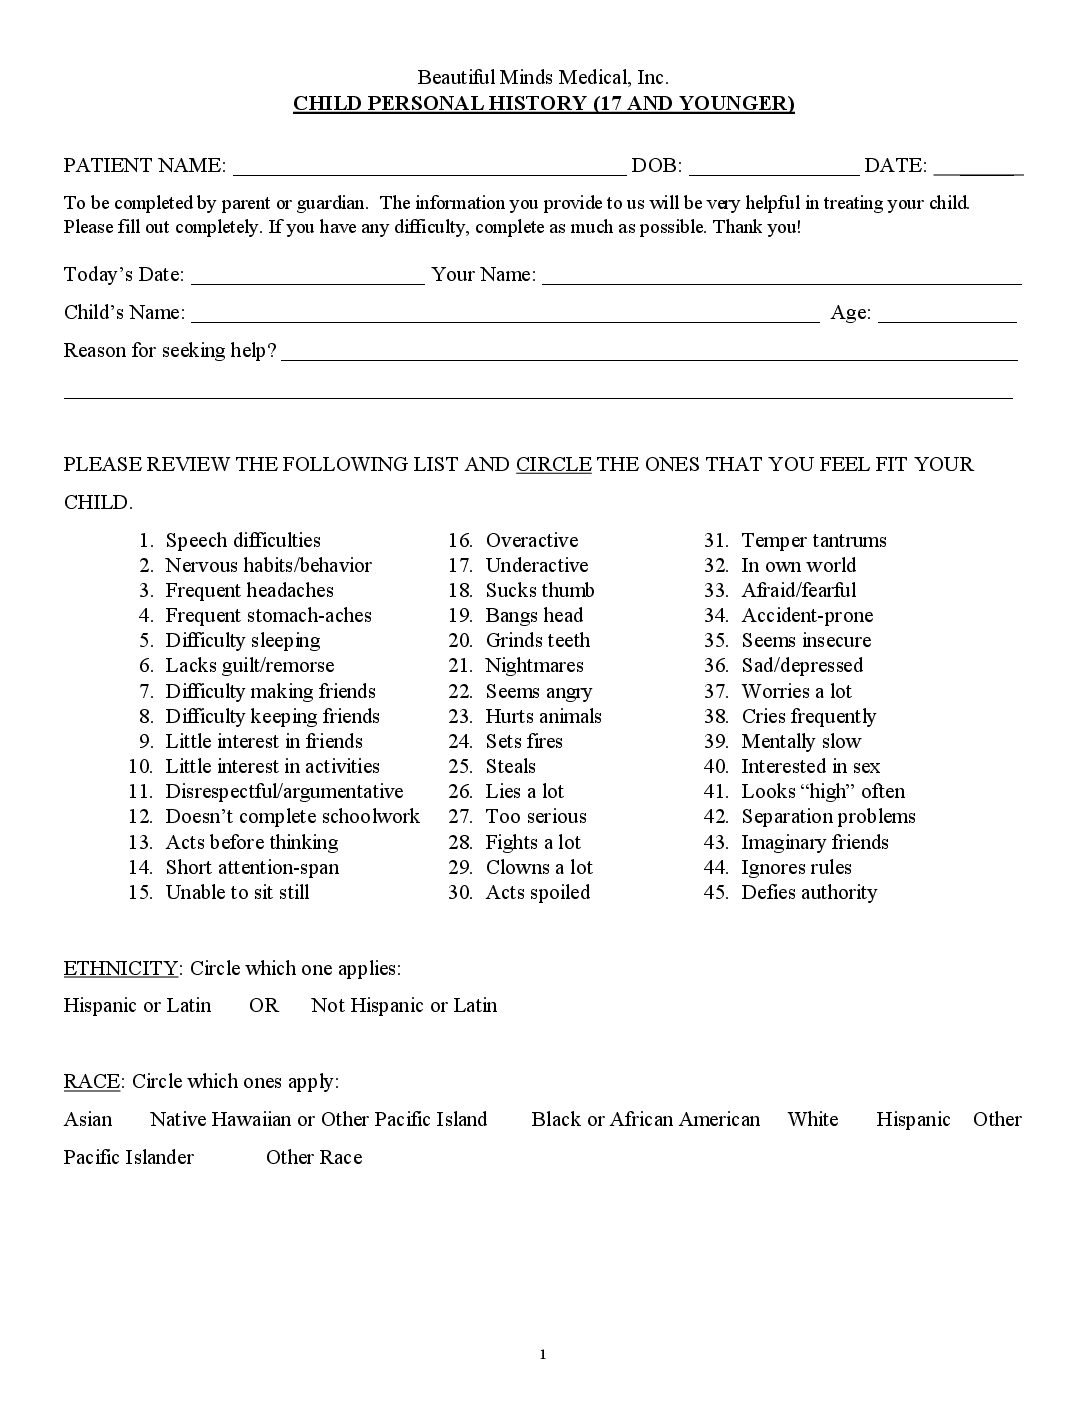 Beautiful Minds Medical, Inc.
CHILD PERSONAL HISTORY (17 AND YOUNGER)
PATIENT NAME: ____________________ DOB: __________ DATE: ________
To be completed by parent or guardian.  The information you provide to us will be very helpful in treating your child.
Please fill out completely. If you have any difficulty, complete as much as possible. Thank you!
Today’s Date: ____________________ Your Name: ____________________
Child’s Name: ____________________ Age: __________
Reason for seeking help? ____________________
____________________
PLEASE REVIEW THE FOLLOWING LIST AND CIRCLE THE ONES THAT YOU FEEL FIT YOUR
CHILD.
1. Speech difficulties
2. Nervous habits/behavior
3. Frequent headaches
4. Frequent stomach-aches
5. Difficulty sleeping
6. Lacks guilt/remorse
7. Difficulty making friends
8. Difficulty keeping friends
9. Little interest in friends
10. Little interest in activities
11. Disrespectful/argumentative
12. Doesn’t complete schoolwork
13. Acts before thinking
14. Short attention-span
15. Unable to sit still
16. Overactive
17. Underactive
18. Sucks thumb
19. Bangs head
20. Grinds teeth
21. Nightmares
22. Seems angry
23. Hurts animals
24. Sets fires
25. Steals
26. Lies a lot
27. Too serious
28. Fights a lot
29. Clowns a lot
30. Acts spoiled
31. Temper tantrums
32. In own world
33. Afraid/fearful
34. Accident-prone
35. Seems insecure
36. Sad/depressed
37. Worries a lot
38. Cries frequently
39. Mentally slow
40. Interested in sex
41. Looks “high” often
42. Separation problems
43. Imaginary friends
44. Ignores rules
45. Defies authority
ETHNICITY: Circle which one applies:
Hispanic or Latin OR Not Hispanic or Latin
RACE: Circle which ones apply:
Asian Native Hawaiian or Other Pacific Island Black or African American White Hispanic Other
Pacific Islander Other Race
1